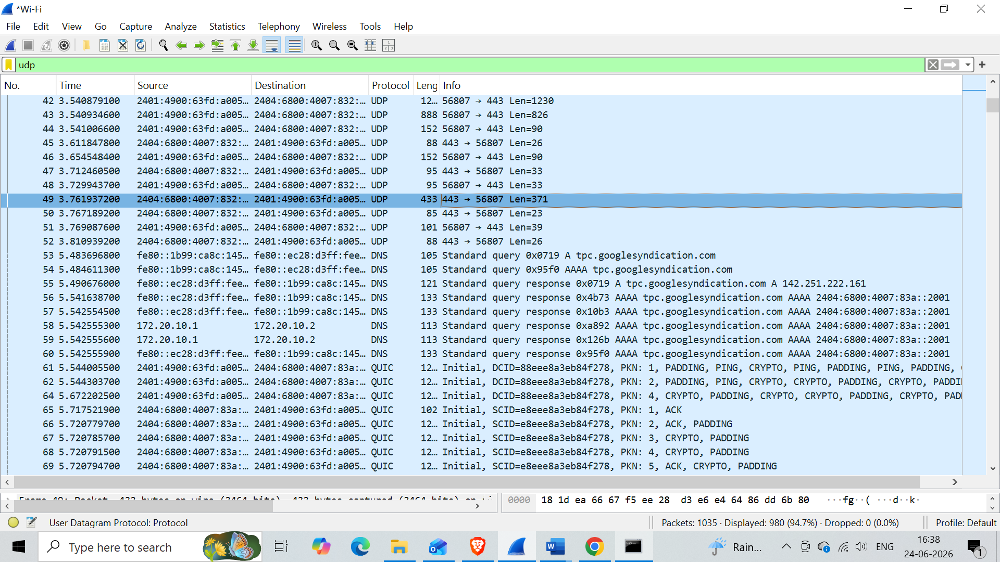 *Wi-Fi
File Edit View Go Capture Analyze Statistics Telephony Wireless Tools Help
udp
No. Time Source Destination Protocol Leng Info
42 3.540879100 2401:4900:63fd:a005… 2404:6800:4007:832:… UDP 12… 56807 → 443 Len=1230
43 3.540934600 2401:4900:63fd:a005… 2404:6800:4007:832:… UDP 888 56807 → 443 Len=826
44 3.541006600 2401:4900:63fd:a005… 2404:6800:4007:832:… UDP 152 56807 → 443 Len=90
45 3.611847800 2404:6800:4007:832:… 2401:4900:63fd:a005… UDP 88 443 → 56807 Len=26
46 3.654548400 2401:4900:63fd:a005… 2404:6800:4007:832:… UDP 152 56807 → 443 Len=90
47 3.712460500 2404:6800:4007:832:… 2401:4900:63fd:a005… UDP 95 443 → 56807 Len=33
48 3.729943700 2401:4900:63fd:a005… 2404:6800:4007:832:… UDP 95 56807 → 443 Len=33
49 3.761937200 2404:6800:4007:832:… 2401:4900:63fd:a005… UDP 433 443 → 56807 Len=371
50 3.767189200 2404:6800:4007:832:… 2401:4900:63fd:a005… UDP 85 443 → 56807 Len=23
51 3.769087600 2401:4900:63fd:a005… 2404:6800:4007:832:… UDP 101 56807 → 443 Len=39
52 3.810939200 2404:6800:4007:832:… 2401:4900:63fd:a005… UDP 88 443 → 56807 Len=26
53 5.483696800 fe80::1b99:ca8c:145… fe80::ec28:d3ff:fee… DNS 105 Standard query 0x0719 A tpc.googlesyndication.com
54 5.484611300 fe80::1b99:ca8c:145… fe80::ec28:d3ff:fee… DNS 105 Standard query 0x95f0 AAAA tpc.googlesyndication.com
55 5.490676000 fe80::ec28:d3ff:fee… fe80::1b99:ca8c:145… DNS 121 Standard query response 0x0719 A tpc.googlesyndication.com A 142.251.222.161
56 5.541638700 fe80::ec28:d3ff:fee… fe80::1b99:ca8c:145… DNS 133 Standard query response 0x4b73 AAAA tpc.googlesyndication.com AAAA 2404:6800:4007:83a::2001
57 5.542554500 fe80::ec28:d3ff:fee… fe80::1b99:ca8c:145… DNS 133 Standard query response 0x10b3 AAAA tpc.googlesyndication.com AAAA 2404:6800:4007:83a::2001
58 5.542555300 172.20.10.1 172.20.10.2 DNS 113 Standard query response 0xa892 AAAA tpc.googlesyndication.com AAAA 2404:6800:4007:83a::2001
59 5.542555600 172.20.10.1 172.20.10.2 DNS 113 Standard query response 0x126b AAAA tpc.googlesyndication.com AAAA 2404:6800:4007:83a::2001
60 5.542555900 fe80::ec28:d3ff:fee… fe80::1b99:ca8c:145… DNS 133 Standard query response 0x95f0 AAAA tpc.googlesyndication.com AAAA 2404:6800:4007:83a::2001
61 5.544005500 2401:4900:63fd:a005… 2404:6800:4007:83a:… QUIC 12… Initial, DCID=88eee8a3eb84f278, PKN: 1, PADDING, PING, CRYPTO, PING, PADDING, PING, PADDING,
62 5.544303700 2401:4900:63fd:a005… 2404:6800:4007:83a:… QUIC 12… Initial, DCID=88eee8a3eb84f278, PKN: 2, PADDING, PING, CRYPTO, CRYPTO, PADDING, CRYPTO, PADDI
64 5.672202500 2401:4900:63fd:a005… 2404:6800:4007:83a:… QUIC 12… Initial, DCID=88eee8a3eb84f278, PKN: 4, CRYPTO, PADDING, CRYPTO, CRYPTO, PADDING, CRYPTO, PAD
65 5.717521900 2404:6800:4007:83a:… 2401:4900:63fd:a005… QUIC 102 Initial, SCID=e8eee8a3eb84f278, PKN: 1, ACK
66 5.720779700 2404:6800:4007:83a:… 2401:4900:63fd:a005… QUIC 12… Initial, SCID=e8eee8a3eb84f278, PKN: 2, ACK, PADDING
67 5.720785700 2404:6800:4007:83a:… 2401:4900:63fd:a005… QUIC 12… Initial, SCID=e8eee8a3eb84f278, PKN: 3, CRYPTO, PADDING
68 5.720791500 2404:6800:4007:83a:… 2401:4900:63fd:a005… QUIC 12… Initial, SCID=e8eee8a3eb84f278, PKN: 4, CRYPTO, PADDING
69 5.720794700 2404:6800:4007:83a:… 2401:4900:63fd:a005… QUIC 12… Initial, SCID=e8eee8a3eb84f278, PKN: 5, ACK, CRYPTO, PADDING
Frame 49: Packet, 433 bytes on wire (3464 bits), 433 bytes captured (3464 bits) on
0000 18 1d ea 66 67 f5 ee 28 d3 e6 e4 64 86 dd 6b 80 ···fg··( ···d··k·
User Datagram Protocol: Protocol
Packets: 1035 · Displayed: 980 (94.7%) · Dropped: 0 (0.0%)
Profile: Default
Type here to search
Rain...
ENG
16:38
24-06-2026
1